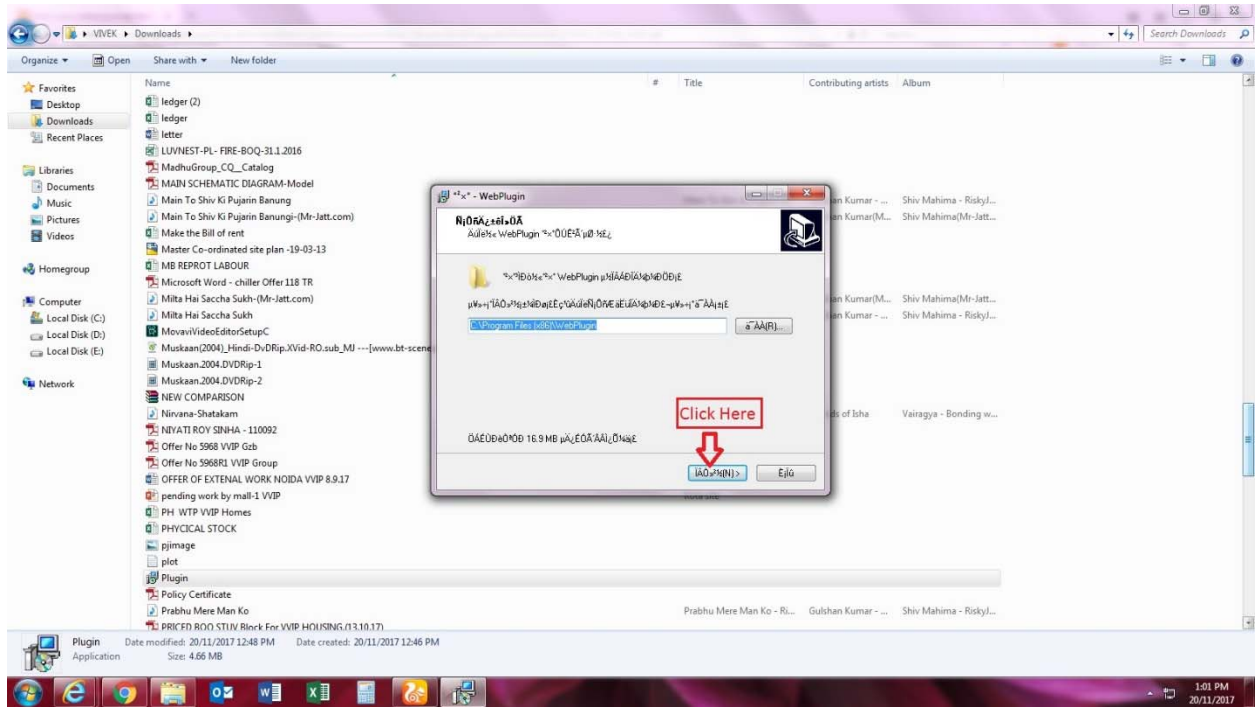 VIVEK
Downloads
Search Downloads
Organize
Open
Share with
New folder
Name
#
Title
Contributing artists
Album
Favorites
Desktop
Downloads
Recent Places
Libraries
Documents
Music
Pictures
Videos
Homegroup
Computer
Local Disk (C:)
Local Disk (D:)
Local Disk (E:)
Network
ledger (2)
ledger
letter
LUVNEST-PL- FIRE-BOQ-31.1.2016
MadhuGroup_CQ__Catalog
MAIN SCHEMATIC DIAGRAM-Model
Main To Shiv Ki Pujarin Banung
an Kumar - ... Shiv Mahima - RiskyJ...
Main To Shiv Ki Pujarin Banungi-(Mr-Jatt.com)
an Kumar(M... Shiv Mahima(Mr-Jatt...
Make the Bill of rent
Master Co-ordinated site plan -19-03-13
MB REPROT LABOUR
Microsoft Word - chiller Offer 118 TR
Milta Hai Saccha Sukh-(Mr-Jatt.com)
an Kumar(M... Shiv Mahima(Mr-Jatt...
Milta Hai Saccha Sukh
an Kumar - ... Shiv Mahima - RiskyJ...
MovaviVideoEditorSetupC
Muskaan(2004)_Hindi-DvDRip.XVid-RO.sub_MJ ---[www.bt-scene
Muskaan.2004.DVDRip-1
Muskaan.2004.DVDRip-2
NEW COMPARISON
Nirvana-Shatakam
ds of Isha Vairagya - Bonding w...
NIYATI ROY SINHA - 110092
Offer No 5968 VVIP Gzb
Offer No 5968R1 VVIP Group
OFFER OF EXTENAL WORK NOIDA VVIP 8.9.17
pending work by mall-1 VVIP
PH WTP VVIP Homes
PHYCICAL STOCK
pjimage
plot
Plugin
Policy Certificate
Prabhu Mere Man Ko
Prabhu Mere Man Ko - Ri... Gulshan Kumar - ... Shiv Mahima - RiskyJ...
PRICED BOQ STUV Block For VVIP HOUSING (13.10.17)
- WebPlugin
WebPlugin
WebPlugin
C:\Program Files (x86)\WebPlugin
(R)...
16.9 MB
Click Here
(N) >
Plugin Date modified: 20/11/2017 12:48 PM Date created: 20/11/2017 12:46 PM
Application Size: 4.66 MB
1:01 PM
20/11/2017